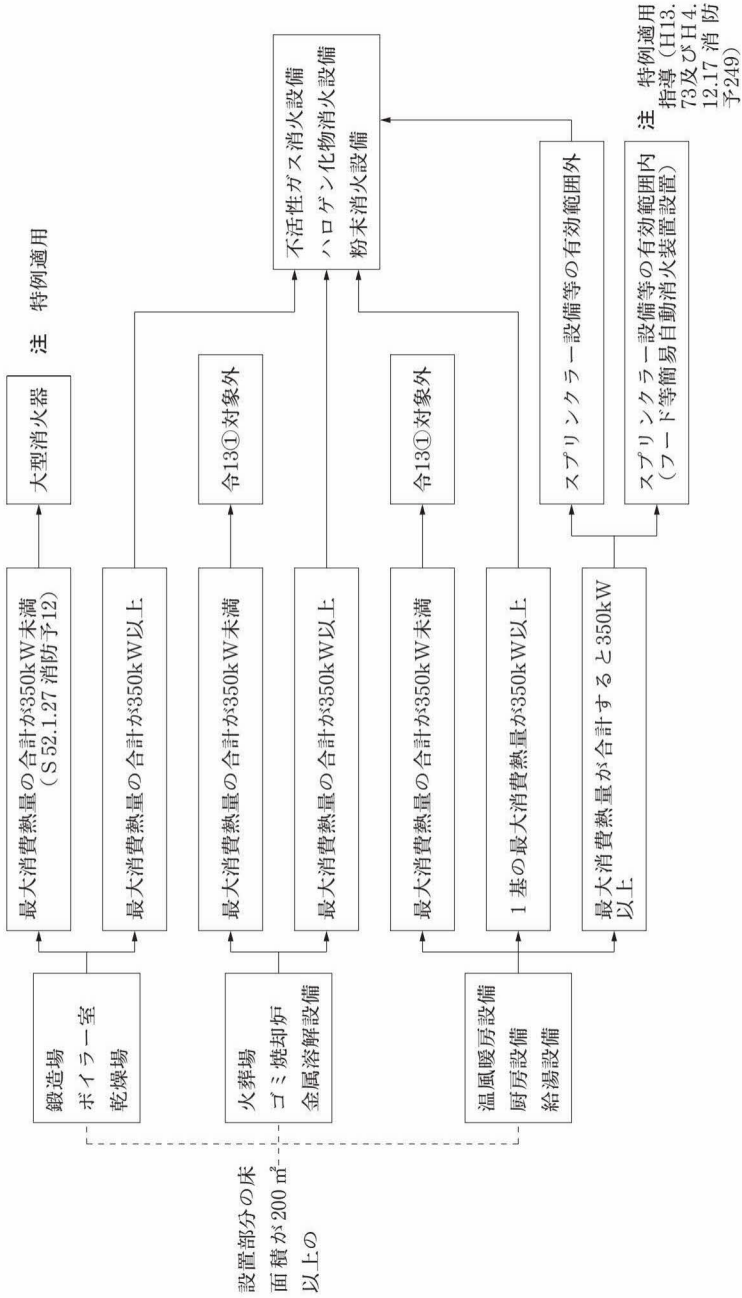 設置部分の床
面積が200㎡
以上の
鍛造場
ボイラー室
乾燥場
最大消費熱量の合計が350kW未満
(S 52.1.27 消防予12)
大型消火器
注 特例適用
最大消費熱量の合計が350kW以上
火葬場
ゴミ焼却炉
金属溶解設備
最大消費熱量の合計が350kW未満
令13①対象外
最大消費熱量の合計が350kW以上
不活性ガス消火設備
ハロゲン化物消火設備
粉末消火設備
温風暖房設備
厨房設備
給湯設備
最大消費熱量の合計が350kW未満
令13①対象外
1基の最大消費熱量が350kW以上
最大消費熱量が合計すると350kW
以上
スプリンクラー設備等の有効範囲外
スプリンクラー設備等の有効範囲内
(フード等簡易自動消火装置設置)
注 特例適用
指導(H13.
73及びH4.
12.17 消防
予249)